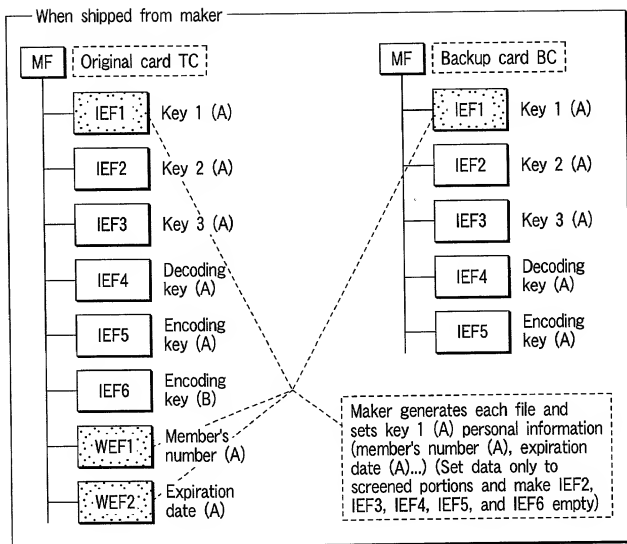 When shipped from maker
MF
Original card TC
IEF1
Key 1 (A)
IEF2
Key 2 (A)
IEF3
Key 3 (A)
IEF4
Decoding
key (A)
IEF5
Encoding
key (A)
IEF6
Encoding
key (B)
WEF1
Member's
number (A)
WEF2
Expiration
date (A)
MF
Backup card BC
IEF1
Key 1 (A)
IEF2
Key 2 (A)
IEF3
Key 3 (A)
IEF4
Decoding
key (A)
IEF5
Encoding
key (A)
Maker generates each file and
sets key 1 (A) personal information
(member's number (A), expiration
date (A)...) (Set data only to
screened portions and make IEF2,
IEF3, IEF4, IEF5, and IEF6 empty)